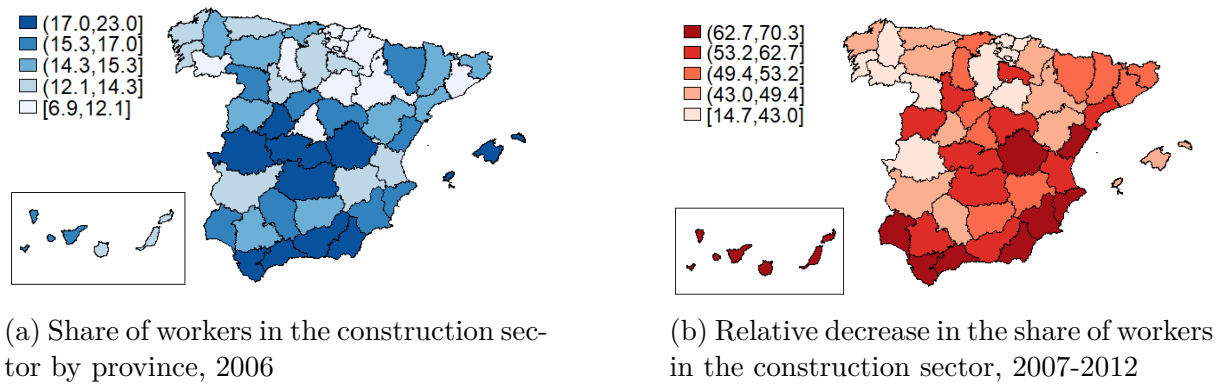 (17.0,23.0]
(15.3,17.0]
(14.3,15.3]
(12.1,14.3]
[6.9,12.1]
(62.7,70.3]
(53.2,62.7]
(49.4,53.2]
(43.0,49.4]
[14.7,43.0]
(a) Share of workers in the construction sec-
tor by province, 2006
(b) Relative decrease in the share of workers
in the construction sector, 2007-2012